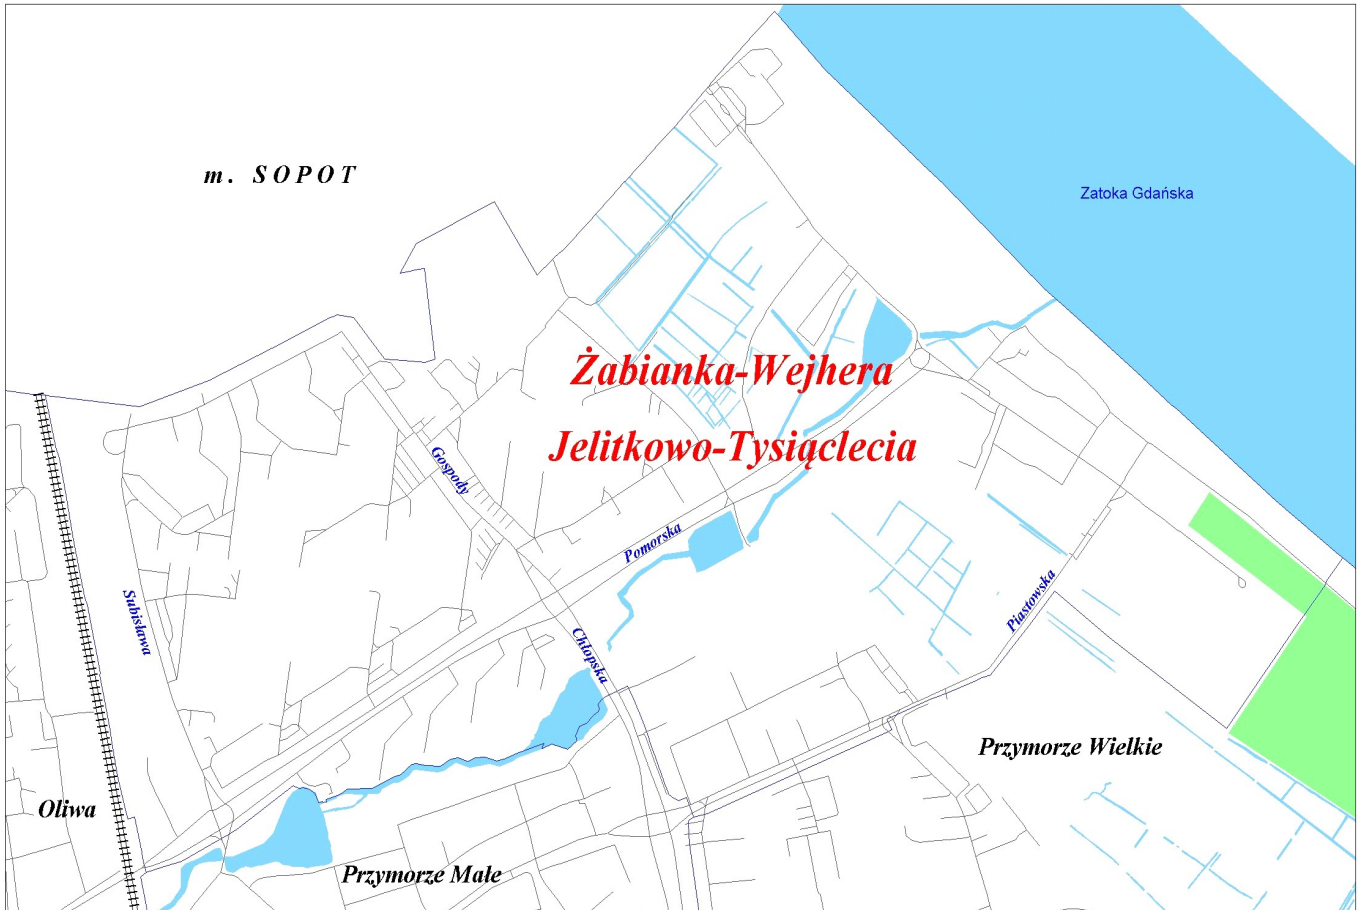 m. SOPOT
Zatoka Gdańska
Żabianka-Wejhera
Jelitkowo-Tysiąclecia
Gospody
Pomorska
Subisława
Piastowska
Chłopska
Przymorze Wielkie
Oliwa
Przymorze Małe